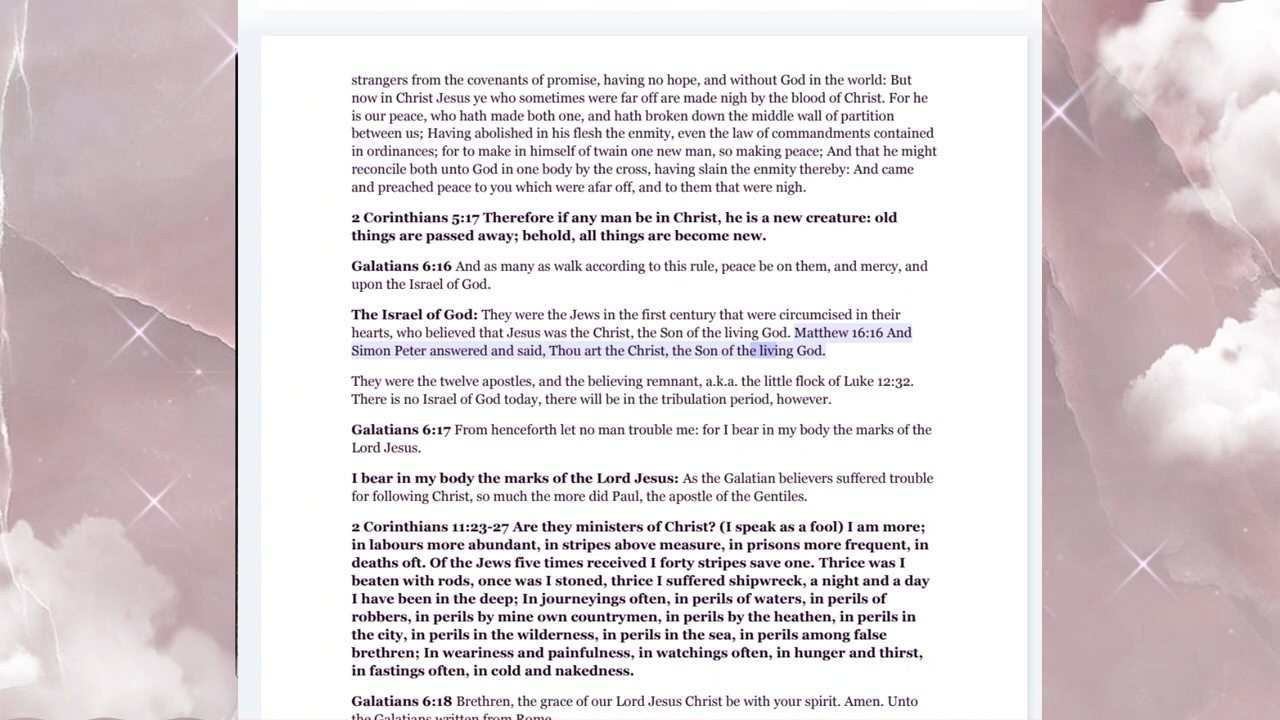 strangers from the covenants of promise, having no hope, and without God in the world: But
now in Christ Jesus ye who sometimes were far off are made nigh by the blood of Christ. For he
is our peace, who hath made both one, and hath broken down the middle wall of partition
between us; Having abolished in his flesh the enmity, even the law of commandments contained
in ordinances; for to make in himself of twain one new man, so making peace; And that he might
reconcile both unto God in one body by the cross, having slain the enmity thereby: And came
and preached peace to you which were afar off, and to them that were nigh.
2 Corinthians 5:17 Therefore if any man be in Christ, he is a new creature: old
things are passed away; behold, all things are become new.
Galatians 6:16 And as many as walk according to this rule, peace be on them, and mercy, and
upon the Israel of God.
The Israel of God: They were the Jews in the first century that were circumcised in their
hearts, who believed that Jesus was the Christ, the Son of the living God. Matthew 16:16 And
Simon Peter answered and said, Thou art the Christ, the Son of the living God.
They were the twelve apostles, and the believing remnant, a.k.a. the little flock of Luke 12:32.
There is no Israel of God today, there will be in the tribulation period, however.
Galatians 6:17 From henceforth let no man trouble me: for I bear in my body the marks of the
Lord Jesus.
I bear in my body the marks of the Lord Jesus: As the Galatian believers suffered trouble
for following Christ, so much the more did Paul, the apostle of the Gentiles.
2 Corinthians 11:23-27 Are they ministers of Christ? (I speak as a fool) I am more;
in labours more abundant, in stripes above measure, in prisons more frequent, in
deaths oft. Of the Jews five times received I forty stripes save one. Thrice was I
beaten with rods, once was I stoned, thrice I suffered shipwreck, a night and a day
I have been in the deep; In journeyings often, in perils of waters, in perils of
robbers, in perils by mine own countrymen, in perils by the heathen, in perils in
the city, in perils in the wilderness, in perils in the sea, in perils among false
brethren; In weariness and painfulness, in watchings often, in hunger and thirst,
in fastings often, in cold and nakedness.
Galatians 6:18 Brethren, the grace of our Lord Jesus Christ be with your spirit. Amen. Unto
the Galatians written from Rome.